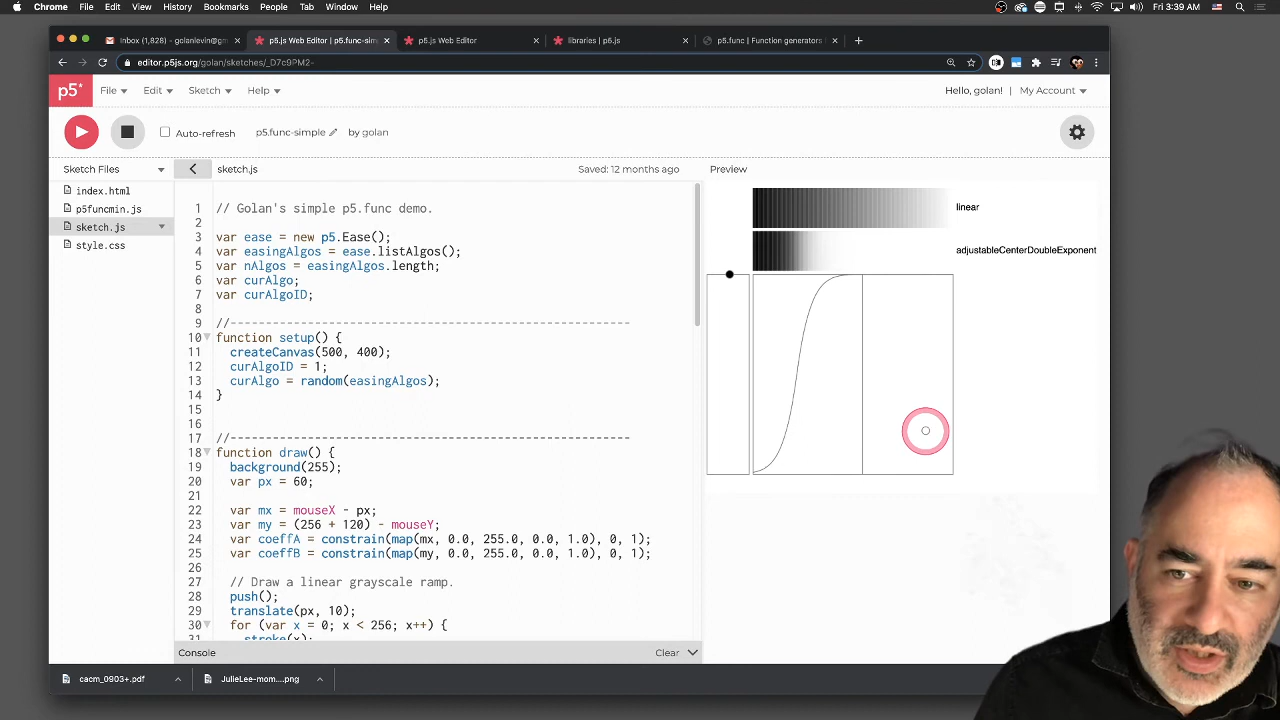 Chrome File Edit View History Bookmarks People Tab Window Help Fri 3:39 AM
Inbox (1,828) - golanlevin@gm × p5.js Web Editor | p5.func-sim × p5.js Web Editor × libraries | p5.js × p5.func | Function generators × +
editor.p5js.org/golan/sketches/_D7c9PM2-
p5* File Edit Sketch Help Hello, golan! | My Account
Auto-refresh p5.func-simple by golan
Sketch Files sketch.js Saved: 12 months ago Preview
index.html
p5funcmin.js
sketch.js
style.css
1 // Golan's simple p5.func demo.
2
3 var ease = new p5.Ease();
4 var easingAlgos = ease.listAlgos();
5 var nAlgos = easingAlgos.length;
6 var curAlgo;
7 var curAlgoID;
8
9 //--------------------------------------------------------
10 function setup() {
11 createCanvas(500, 400);
12 curAlgoID = 1;
13 curAlgo = random(easingAlgos);
14 }
15
16
17 //--------------------------------------------------------
18 function draw() {
19 background(255);
20 var px = 60;
21
22 var mx = mouseX - px;
23 var my = (256 + 120) - mouseY;
24 var coeffA = constrain(map(mx, 0.0, 255.0, 0.0, 1.0), 0, 1);
25 var coeffB = constrain(map(my, 0.0, 255.0, 0.0, 1.0), 0, 1);
26
27 // Draw a linear grayscale ramp.
28 push();
29 translate(px, 10);
30 for (var x = 0; x < 256; x++) {
31 stroke(x);
linear
adjustableCenterDoubleExponent
Console Clear
cacm_0903+.pdf JulieLee-mom....png